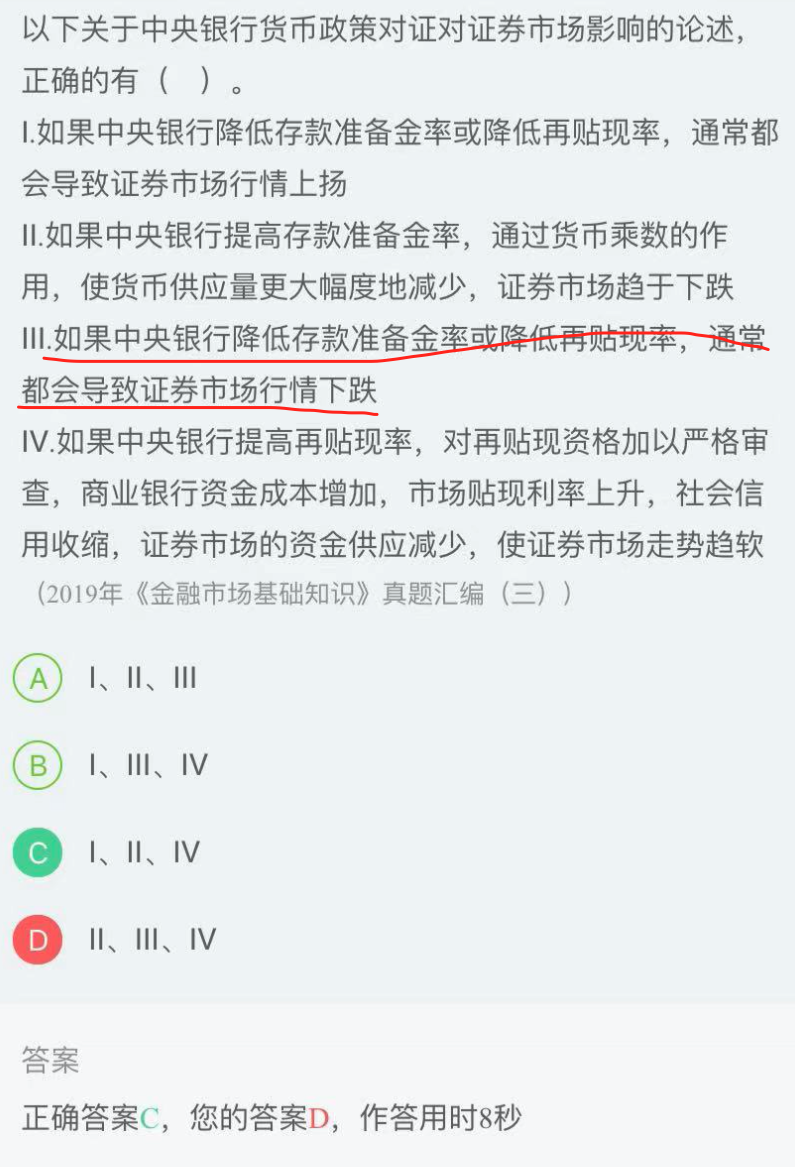 以下关于中央银行货币政策对证对证券市场影响的论述，
正确的有（ ）。
I.如果中央银行降低存款准备金率或降低再贴现率，通常都
会导致证券市场行情上扬
II.如果中央银行提高存款准备金率，通过货币乘数的作
用，使货币供应量更大幅度地减少，证券市场趋于下跌
III.如果中央银行降低存款准备金率或降低再贴现率，通常
都会导致证券市场行情下跌
IV.如果中央银行提高再贴现率，对再贴现资格加以严格审
查，商业银行资金成本增加，市场贴现利率上升，社会信
用收缩，证券市场的资金供应减少，使证券市场走势趋软
（2019年《金融市场基础知识》真题汇编（三））
A I、II、III
B I、III、IV
C I、II、IV
D II、III、IV
答案
正确答案C，您的答案D，作答用时8秒